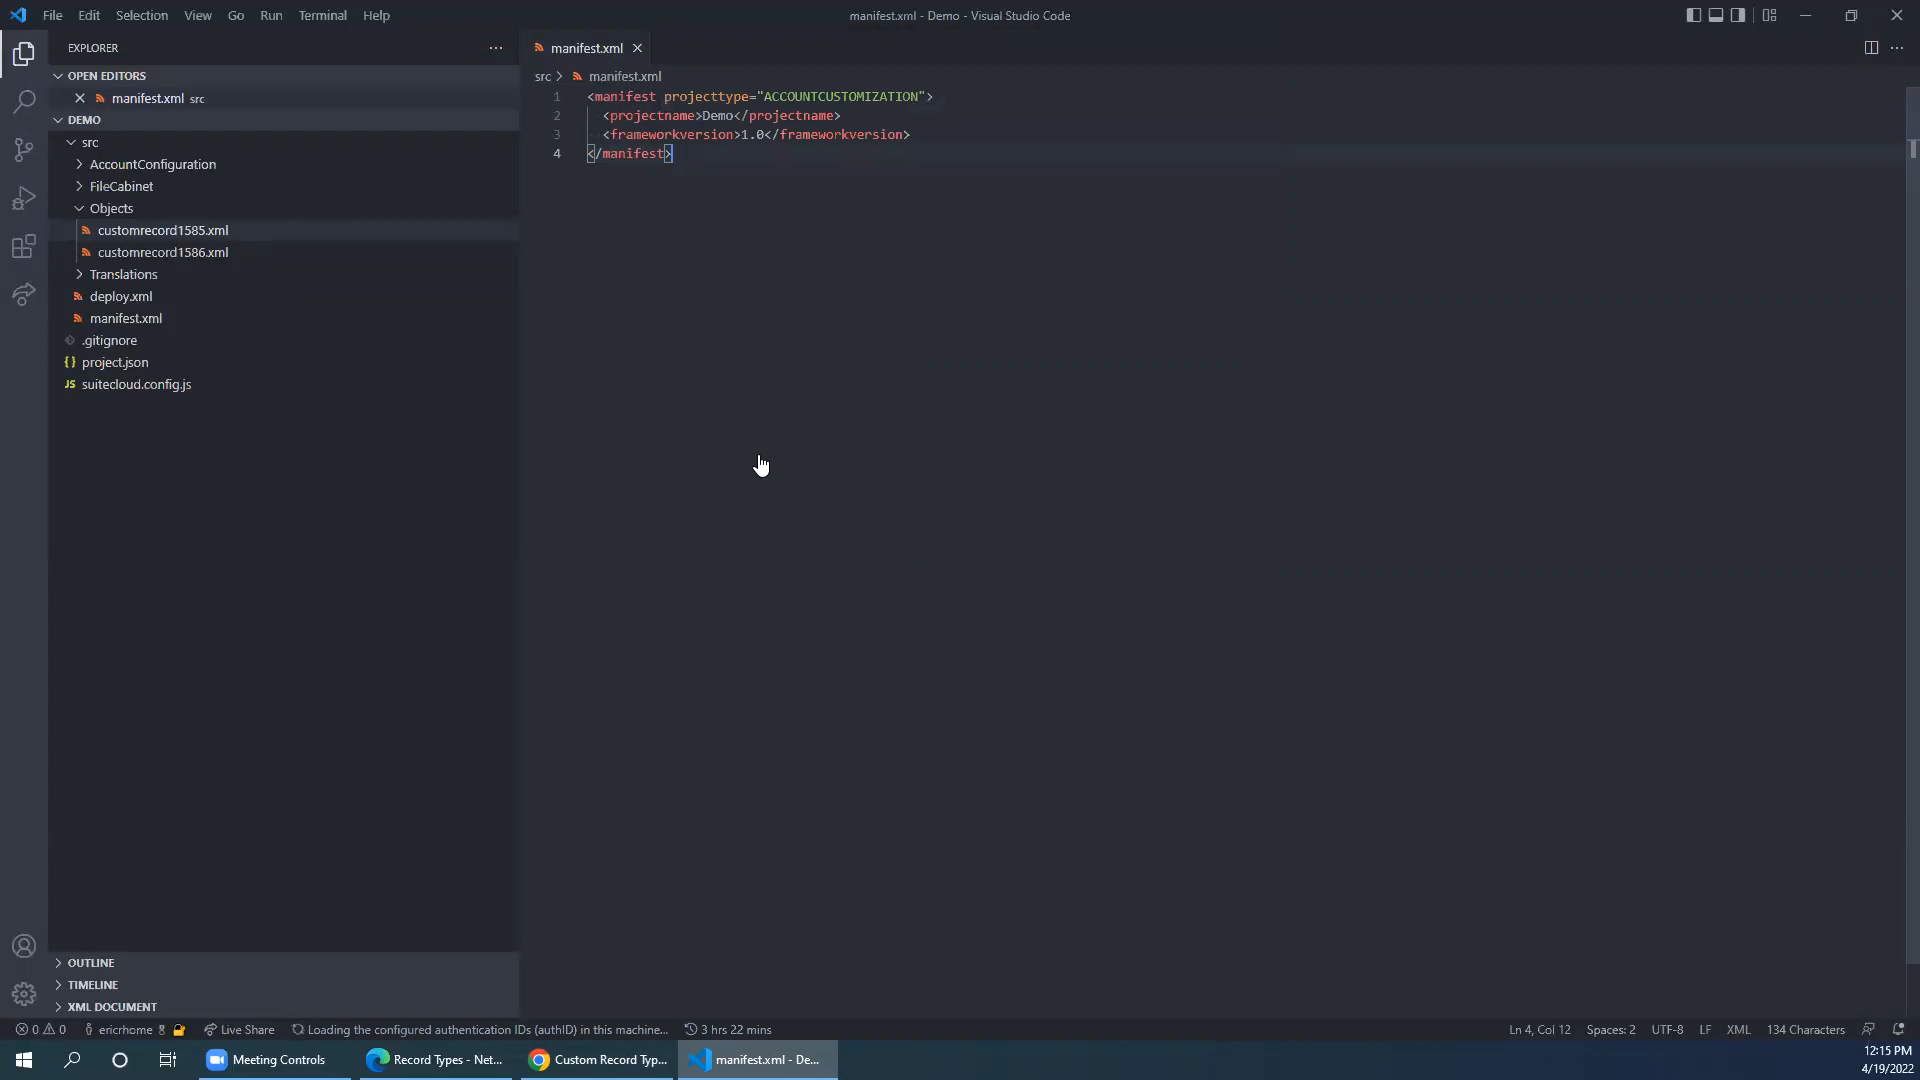 File Edit Selection View Go Run Terminal Help
manifest.xml - Demo - Visual Studio Code
EXPLORER
OPEN EDITORS
manifest.xml src
DEMO
src
AccountConfiguration
FileCabinet
Objects
customrecord1585.xml
customrecord1586.xml
Translations
deploy.xml
manifest.xml
.gitignore
{} project.json
JS suitecloud.config.js
OUTLINE
TIMELINE
XML DOCUMENT
manifest.xml
src > manifest.xml
1 <manifest projecttype="ACCOUNTCUSTOMIZATION">
2 <projectname>Demo</projectname>
3 <frameworkversion>1.0</frameworkversion>
4 </manifest>
0 0 ericrhome Live Share Loading the configured authentication IDs (authID) in this machine... 3 hrs 22 mins
Ln 4, Col 12 Spaces: 2 UTF-8 LF XML 134 Characters
Meeting Controls
Record Types - Net...
Custom Record Typ...
manifest.xml - De...
12:15 PM
4/19/2022